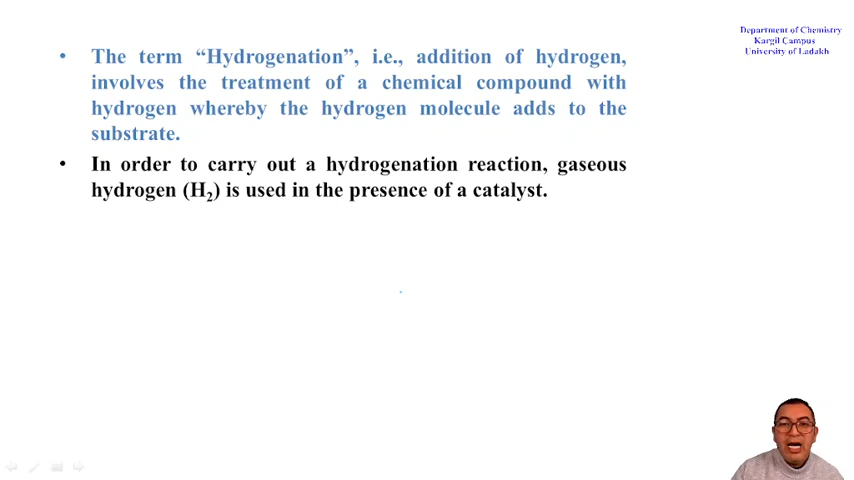 Department of Chemistry
Kargil Campus
University of Ladakh
• The term “Hydrogenation”, i.e., addition of hydrogen,
involves the treatment of a chemical compound with
hydrogen whereby the hydrogen molecule adds to the
substrate.
• In order to carry out a hydrogenation reaction, gaseous
hydrogen (H₂) is used in the presence of a catalyst.